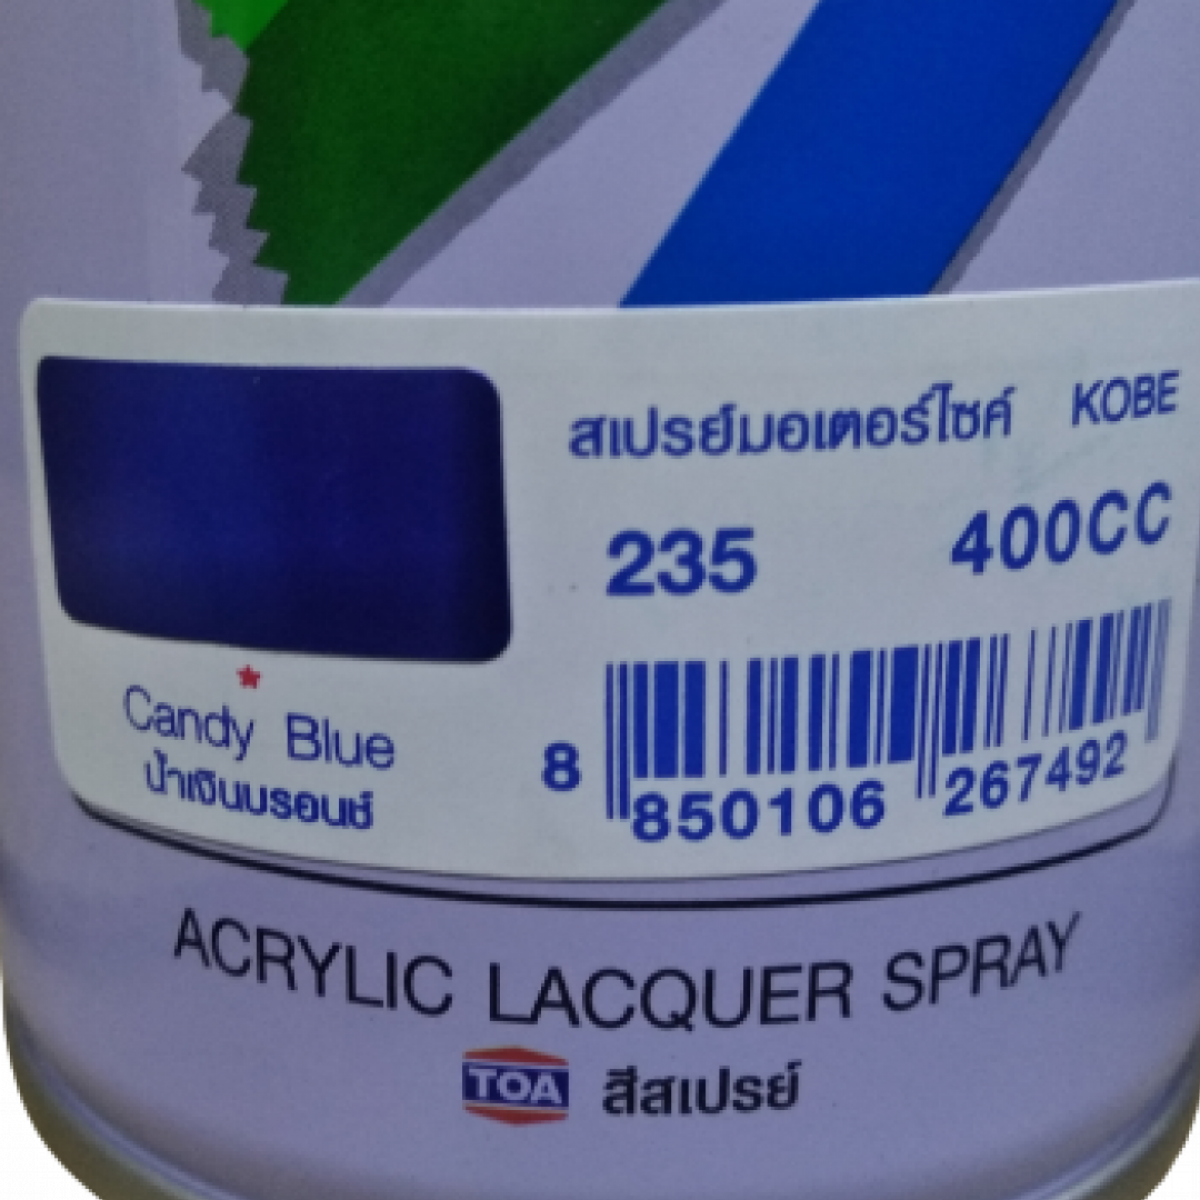 สเปรย์มอเตอร์ไซค์ KOBE
235 400CC
Candy Blue
น้ำเงินบรอนซ์
8 850106 267492
ACRYLIC LACQUER SPRAY
TOA สีสเปรย์